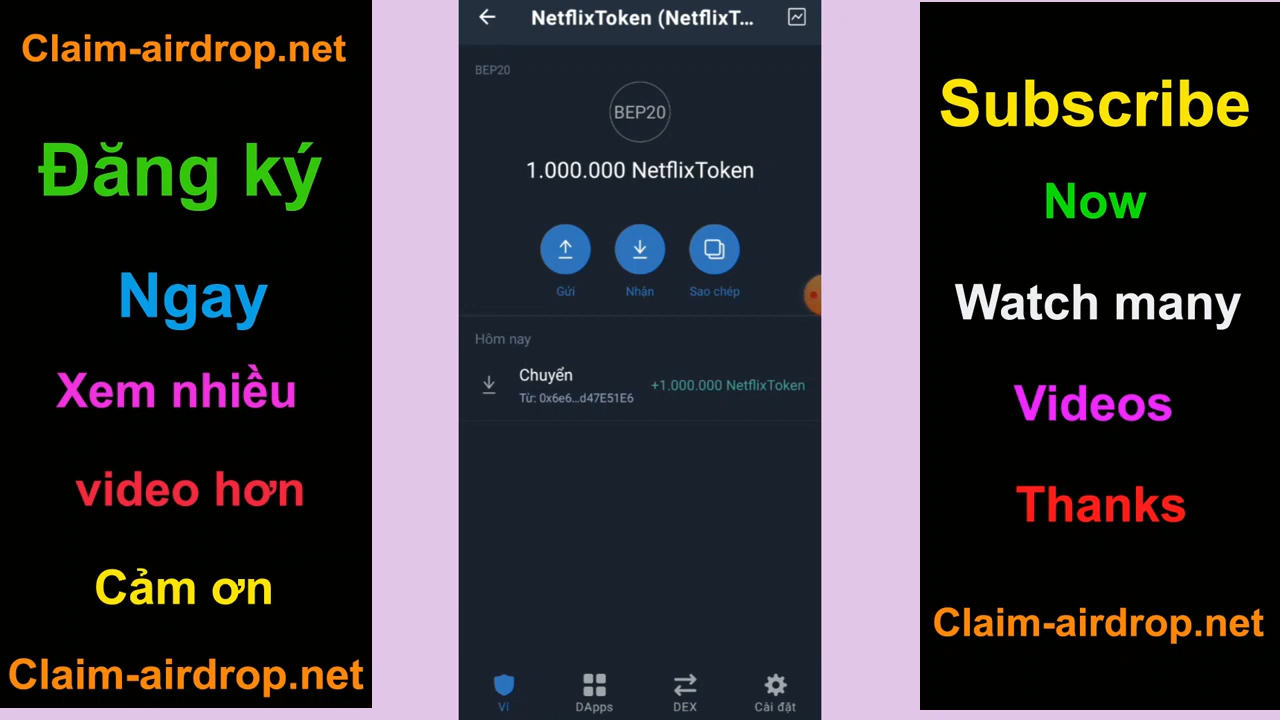 Claim-airdrop.net
Đăng ký
Ngay
Xem nhiều
video hơn
Cảm ơn
Claim-airdrop.net
NetflixToken (NetflixT...
BEP20
BEP20
1.000.000 NetflixToken
Gửi
Nhận
Sao chép
Hôm nay
Chuyển
+1.000.000 NetflixToken
Từ: 0x6e6...d47E51E6
Ví
DApps
DEX
Cài đặt
Subscribe
Now
Watch many
Videos
Thanks
Claim-airdrop.net